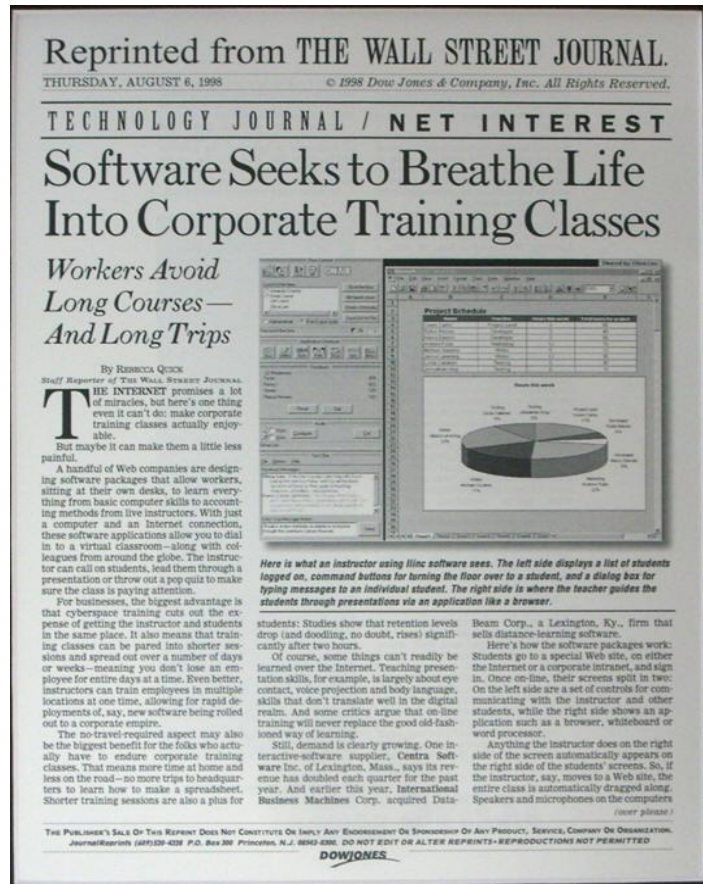 Reprinted from THE WALL STREET JOURNAL.
THURSDAY, AUGUST 6, 1998
© 1998 Dow Jones & Company, Inc. All Rights Reserved.
TECHNOLOGY JOURNAL / NET INTEREST
Software Seeks to Breathe Life
Into Corporate Training Classes
Workers Avoid
Long Courses—
And Long Trips
By REBECCA QUICK
Staff Reporter of THE WALL STREET JOURNAL
THE INTERNET promises a lot
of miracles, but here's one thing
even it can't do: make corporate
training classes actually enjoy-
able.
But maybe it can make them a little less
painful.
A handful of Web companies are design-
ing software packages that allow workers,
sitting at their own desks, to learn every-
thing from basic computer skills to account-
ing methods from live instructors. With just
a computer and an Internet connection,
these software applications allow you to dial
in to a virtual classroom—along with col-
leagues from around the globe. The instruc-
tor can call on students, lead them through a
presentation or throw out a pop quiz to make
sure the class is paying attention.
For businesses, the biggest advantage is
that cyberspace training cuts out the ex-
pense of getting the instructor and students
in the same place. It also means that train-
ing classes can be pared into shorter ses-
sions and spread out over a number of days
or weeks—meaning you don't lose an em-
ployee for entire days at a time. Even better,
instructors can train employees in multiple
locations at one time, allowing for rapid de-
ployments of, say, new software being rolled
out to a corporate empire.
The no-travel-required aspect may also
be the biggest benefit for the folks who actu-
ally have to endure corporate training
classes. That means more time at home and
less on the road—no more trips to headquar-
ters to learn how to make a spreadsheet.
Shorter training sessions are also a plus for
Project Schedule
Hours this week
Here is what an instructor using Ilinc software sees. The left side displays a list of students
logged on, command buttons for turning the floor over to a student, and a dialog box for
typing messages to an individual student. The right side is where the teacher guides the
students through presentations via an application like a browser.
students: Studies show that retention levels
drop (and doodling, no doubt, rises) signifi-
cantly after two hours.
Of course, some things can't readily be
learned over the Internet. Teaching presen-
tation skills, for example, is largely about eye
contact, voice projection and body language,
skills that don't translate well in the digital
realm. And some critics argue that on-line
training will never replace the good old-fash-
ioned way of learning.
Still, demand is clearly growing. One in-
teractive-software supplier, Centra Soft-
ware Inc. of Lexington, Mass., says its rev-
enue has doubled each quarter for the past
year. And earlier this year, International
Business Machines Corp. acquired Data-
Beam Corp., a Lexington, Ky., firm that
sells distance-learning software.
Here's how the software packages work:
Students go to a special Web site, on either
the Internet or a corporate intranet, and sign
in. Once on-line, their screens split in two:
On the left side are a set of controls for com-
municating with the instructor and other
students, while the right side shows an ap-
plication such as a browser, whiteboard or
word processor.
Anything the instructor does on the right
side of the screen automatically appears on
the right side of the students' screens. So, if
the instructor, say, moves to a Web site, the
entire class is automatically dragged along.
Speakers and microphones on the computers
(over please)
THE PUBLISHER'S SALE OF THIS REPRINT DOES NOT CONSTITUTE OR IMPLY ANY ENDORSEMENT OR SPONSORSHIP OF ANY PRODUCT, SERVICE, COMPANY OR ORGANIZATION.
JournalReprints (609)520-4328 P.O. Box 300 Princeton, N.J. 08543-0300. DO NOT EDIT OR ALTER REPRINTS•REPRODUCTIONS NOT PERMITTED
DOWJONES